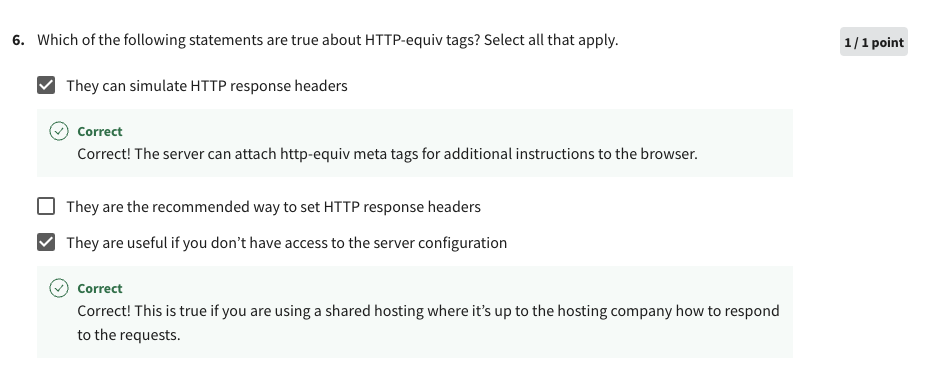 6. Which of the following statements are true about HTTP-equiv tags? Select all that apply.
1 / 1 point
They can simulate HTTP response headers
Correct
Correct! The server can attach http-equiv meta tags for additional instructions to the browser.
They are the recommended way to set HTTP response headers
They are useful if you don’t have access to the server configuration
Correct
Correct! This is true if you are using a shared hosting where it’s up to the hosting company how to respond
to the requests.